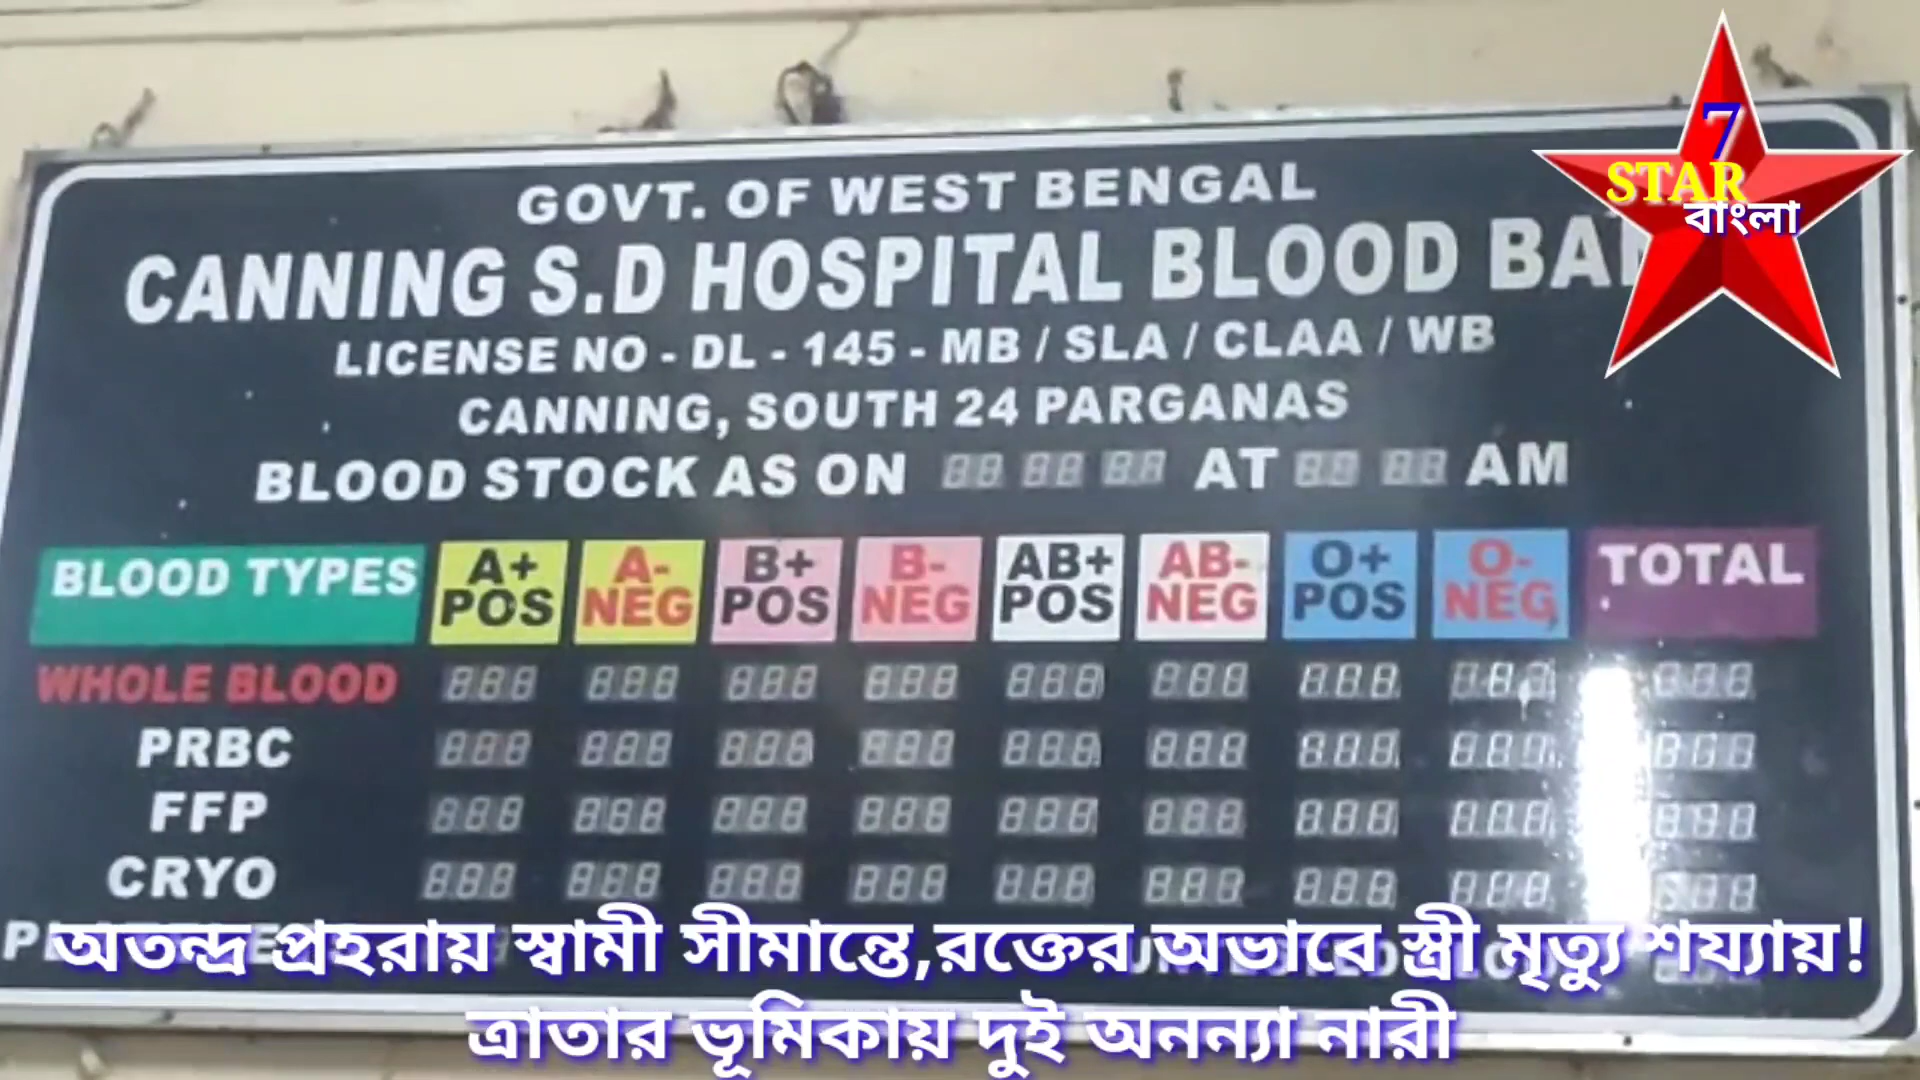 7
STAR
বাংলা
GOVT. OF WEST BENGAL
CANNING S.D HOSPITAL BLOOD
LICENSE NO - DL - 145 - MB / SLA / CLAA / WB
CANNING, SOUTH 24 PARGANAS
BLOOD STOCK AS ON AT AM
BLOOD TYPES A+ POS A- NEG B+ POS B- NEG AB+ POS AB- NEG O+ POS O- NEG TOTAL
WHOLE BLOOD
PRBC
FFP
CRYO
অতন্দ্র প্রহরায় স্বামী সীমান্তে,রক্তের অভাবে স্ত্রী মৃত্যু শয্যায়!
ত্রাতার ভূমিকায় দুই অনন্যা নারী